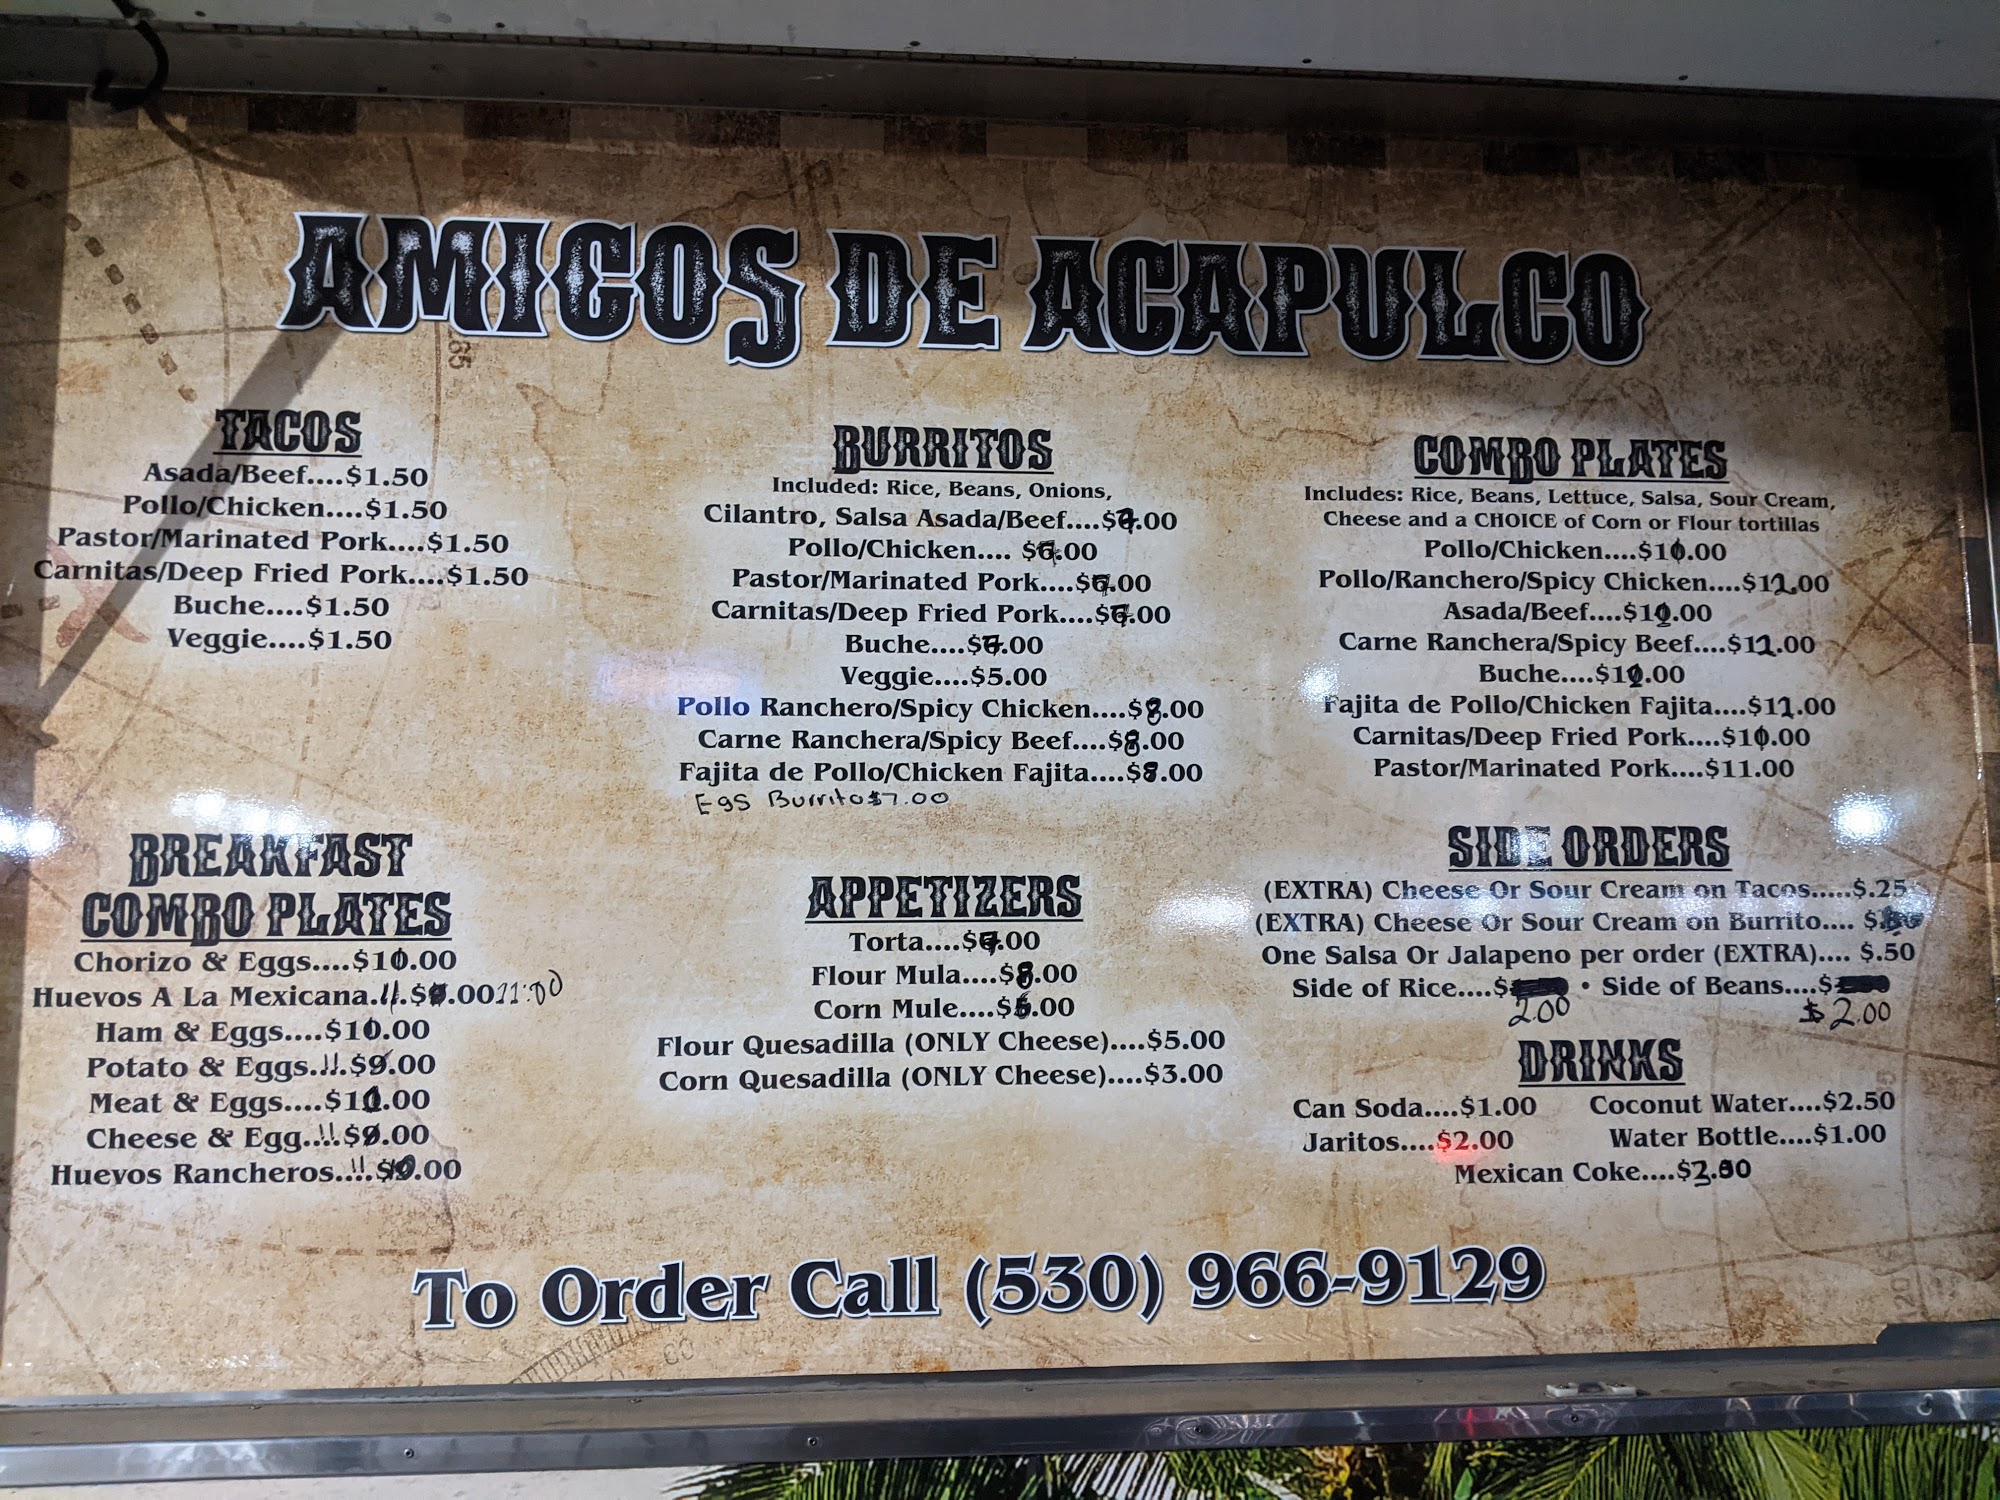 AMIGOS DE ACAPULCO
TACOS
Asada/Beef....$1.50
Pollo/Chicken....$1.50
Pastor/Marinated Pork....$1.50
Carnitas/Deep Fried Pork....$1.50
Buche....$1.50
Veggie....$1.50
BREAKFAST
COMBO PLATES
Chorizo & Eggs....$10.00
Huevos A La Mexicana 11:00
Ham & Eggs....$10.00
Potato & Eggs
Meat & Eggs
Cheese & Egg
Huevos Rancheros
BURRITOS
Included: Rice, Beans, Onions,
Cilantro, Salsa Asada/Beef....$7.00
Pollo/Chicken.... $7.00
Pastor/Marinated Pork....$7.00
Carnitas/Deep Fried Pork....$7.00
Buche....$7.00
Veggie....$5.00
Pollo Ranchero/Spicy Chicken....$8.00
Carne Ranchera/Spicy Beef....$8.00
Fajita de Pollo/Chicken Fajita....$8.00
Egs Burrito $7.00
APPETIZERS
Torta....$7.00
Flour Mula....$8.00
Corn Mule
Flour Quesadilla (ONLY Cheese)....$5.00
Corn Quesadilla (ONLY Cheese)....$3.00
COMBO PLATES
Includes: Rice, Beans, Lettuce, Salsa, Sour Cream,
Cheese and a CHOICE of Corn or Flour tortillas
Pollo/Chicken
Pollo/Ranchero/Spicy Chicken....$12.00
Asada/Beef
Carne Ranchera/Spicy Beef....$12.00
Buche
Fajita de Pollo/Chicken Fajita
Carnitas/Deep Fried Pork
Pastor/Marinated Pork....$11.00
SIDE ORDERS
(EXTRA) Cheese Or Sour Cream on Tacos.....$.25
(EXTRA) Cheese Or Sour Cream on Burrito....
One Salsa Or Jalapeno per order (EXTRA).... $.50
Side of Rice....$ • Side of Beans....$
2.00 $2.00
DRINKS
Can Soda....$1.00 Coconut Water....$2.50
Jaritos....$2.00 Water Bottle....$1.00
Mexican Coke
To Order Call (530) 966-9129